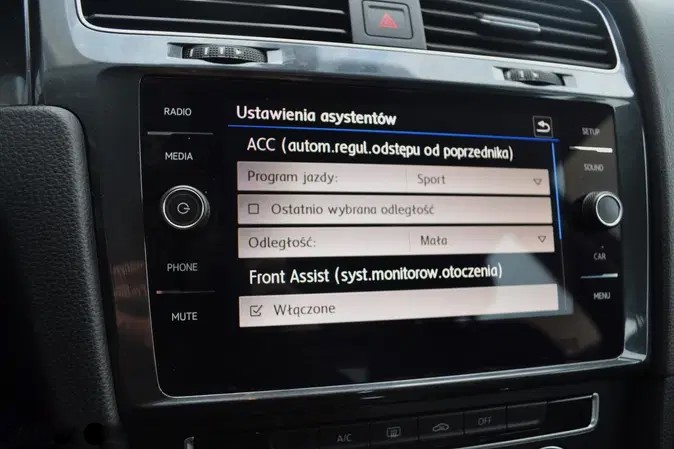 RADIO
MEDIA
PHONE
MUTE
Ustawienia asystentów
ACC (autom.regul.odstępu od poprzednika)
Program jazdy: Sport
Ostatnio wybrana odległość
Odległość: Mała
Front Assist (syst.monitorow.otoczenia)
Włączone
SETUP
SOUND
CAR
MENU
A/C
OFF